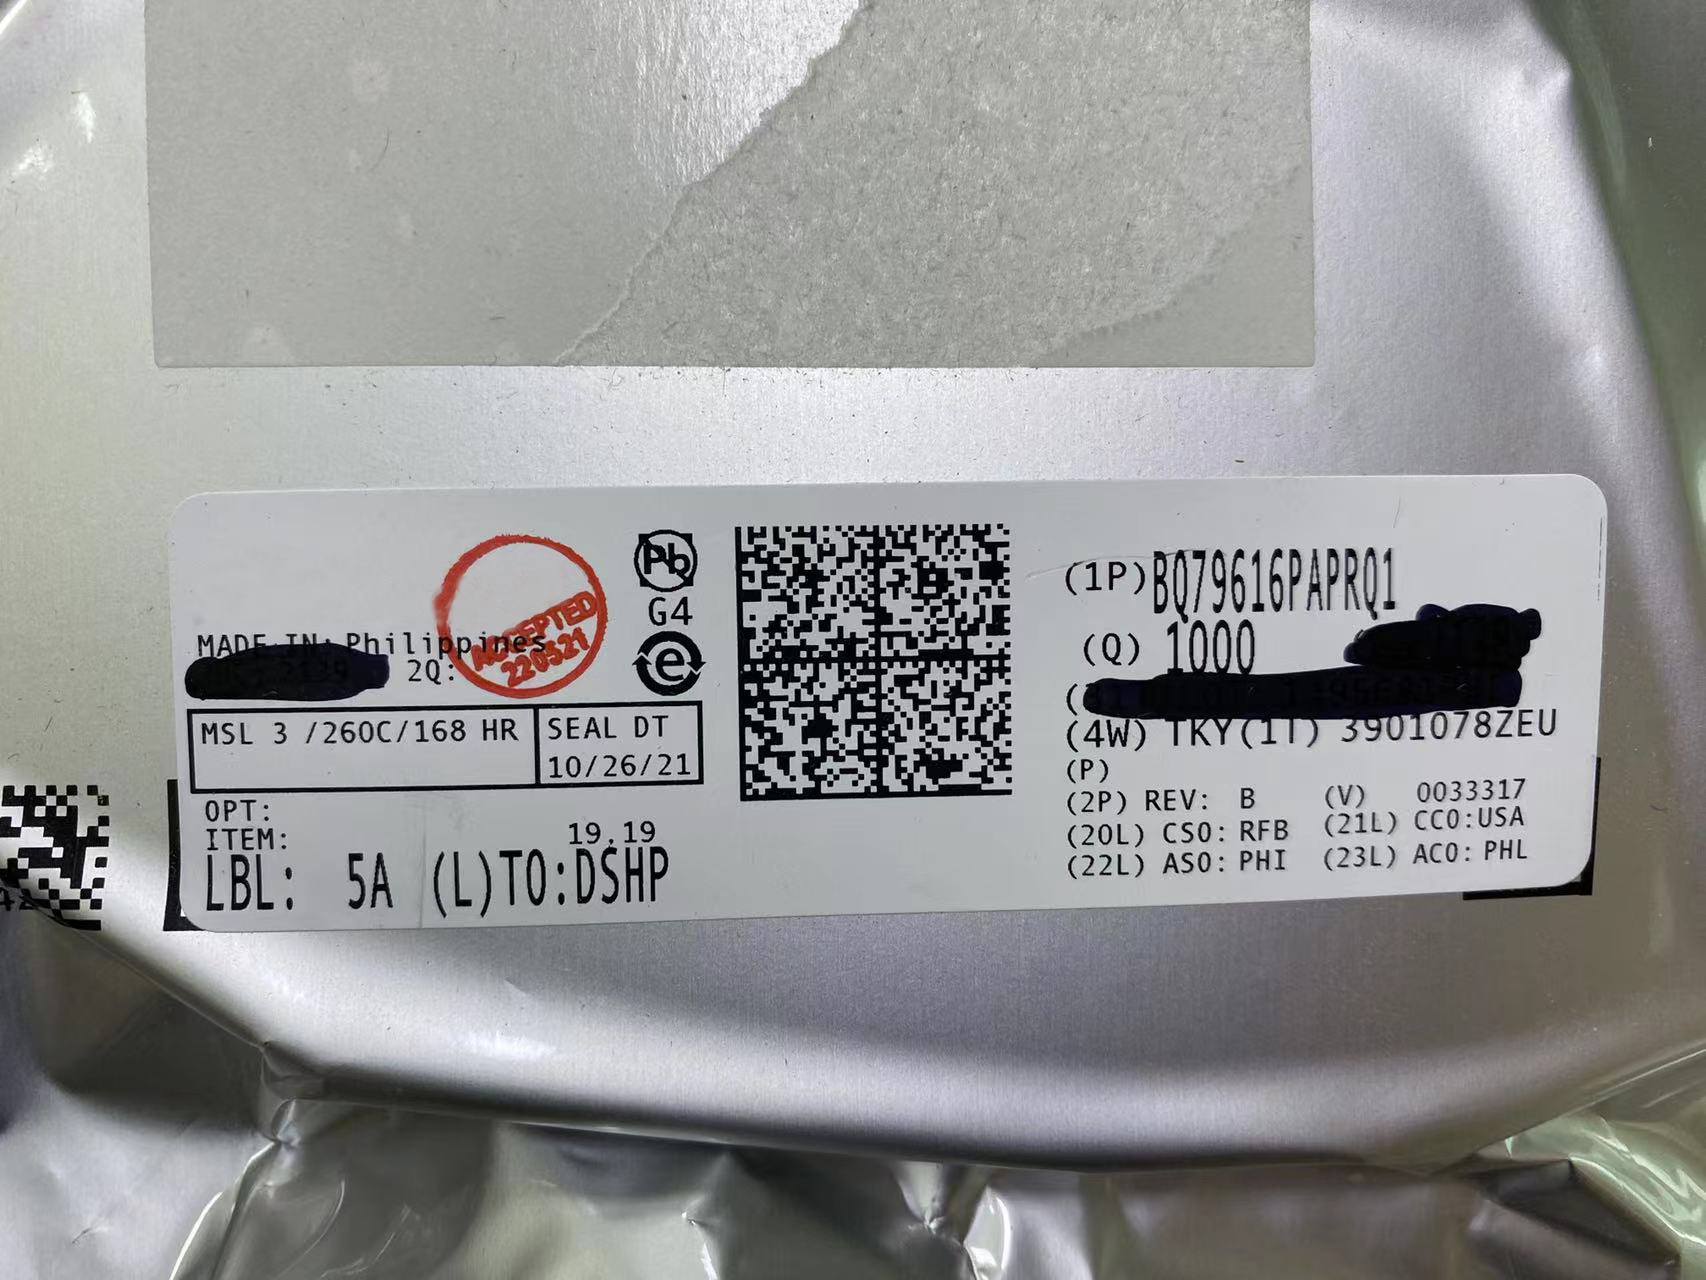 MADE IN: Philippines
2Q:
ACCEPTED
220521
Pb
G4
e
MSL 3 /260C/168 HR
SEAL DT
10/26/21
OPT:
ITEM:
19,19
LBL: 5A (L)TO:DSHP
(1P) BQ79616PAPRQ1
(Q) 1000
(4W) TKY(1T) 3901078ZEU
(P)
(2P) REV: B (V) 0033317
(20L) CSO: RFB (21L) CCO:USA
(22L) ASO: PHI (23L) ACO: PHL